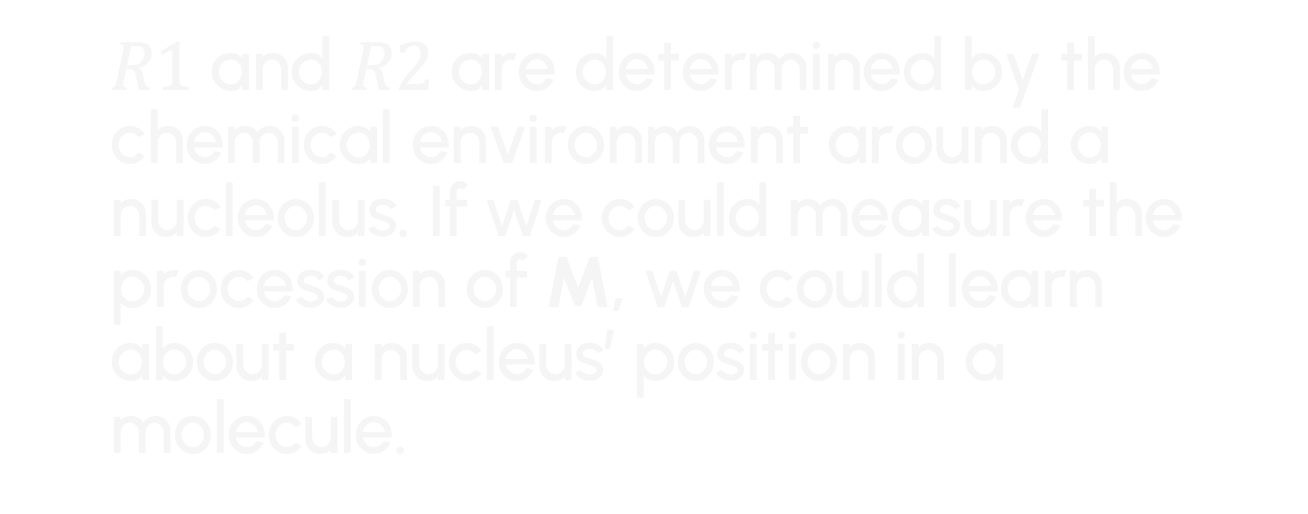 R1 and R2 are determined by the
chemical environment around a
nucleolus. If we could measure the
procession of M, we could learn
about a nucleus’ position in a
molecule.